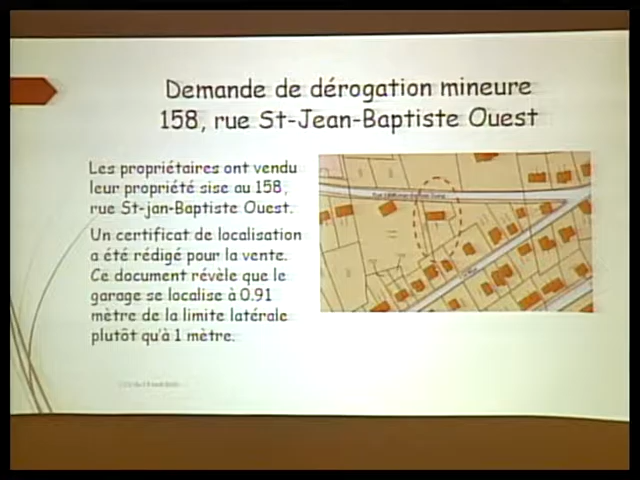 Demande de dérogation mineure
158, rue St-Jean-Baptiste Ouest
Les propriétaires ont vendu
leur propriété sise au 158,
rue St-jan-Baptiste Ouest.
Un certificat de localisation
a été rédigé pour la vente.
Ce document révèle que le
garage se localise à 0.91
mètre de la limite latérale
plutôt qu'à 1 mètre.